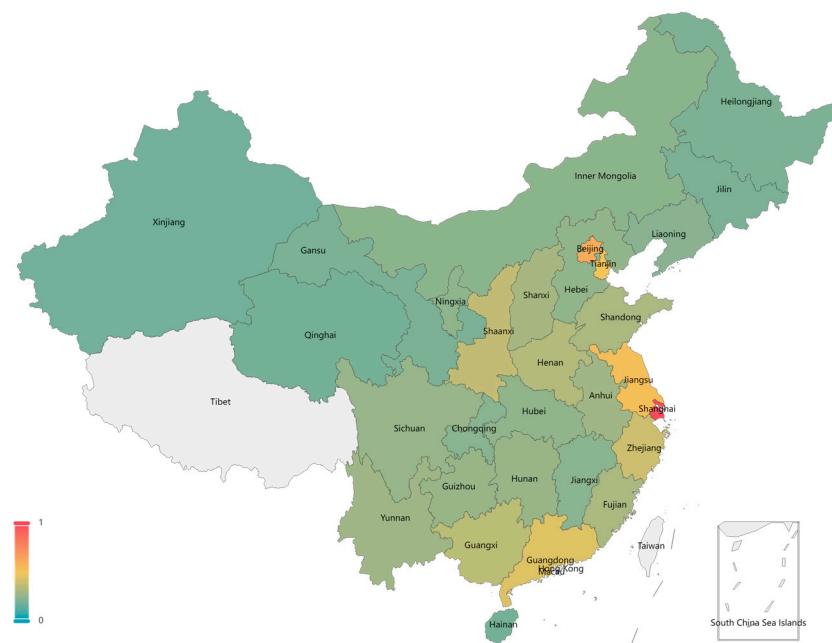 Heilongjiang
Inner Mongolia
Jilin
Xinjiang
Liaoning
Gansu
Beijing
Tianjin
Hebei
Shanxi
Ningxia
Shandong
Qinghai
Shaanxi
Henan
Jiangsu
Tibet
Anhui
Shanghai
Hubei
Sichuan
Chongqing
Zhejiang
Hunan
Jiangxi
Guizhou
Fujian
Yunnan
1
Guangxi
Taiwan
Guangdong
Hong Kong
Macau
0
Hainan
South China Sea Islands